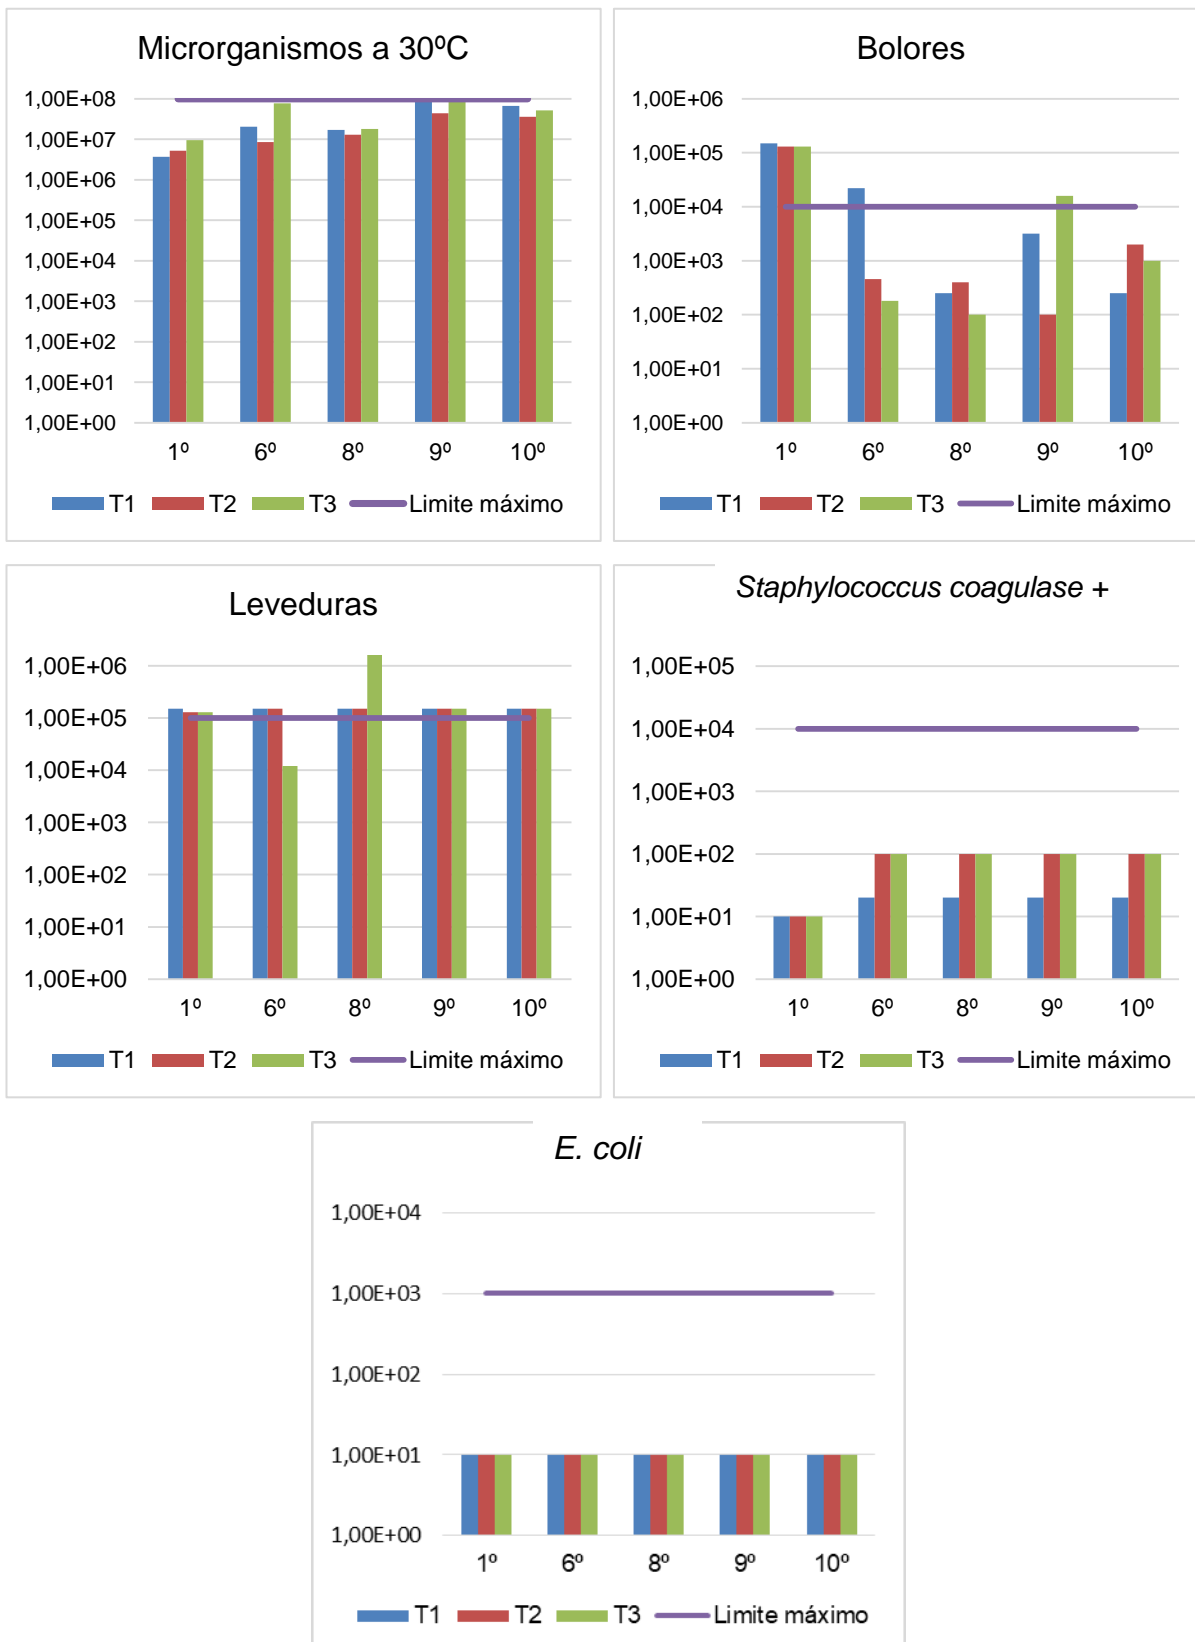 Microrganismos a 30ºC
1,00E+08
1,00E+07
1,00E+06
1,00E+05
1,00E+04
1,00E+03
1,00E+02
1,00E+01
1,00E+00
1º 6º 8º 9º 10º
T1 T2 T3 Limite máximo
Bolores
1,00E+06
1,00E+05
1,00E+04
1,00E+03
1,00E+02
1,00E+01
1,00E+00
1º 6º 8º 9º 10º
T1 T2 T3 Limite máximo
Leveduras
1,00E+06
1,00E+05
1,00E+04
1,00E+03
1,00E+02
1,00E+01
1,00E+00
1º 6º 8º 9º 10º
T1 T2 T3 Limite máximo
Staphylococcus coagulase +
1,00E+05
1,00E+04
1,00E+03
1,00E+02
1,00E+01
1,00E+00
1º 6º 8º 9º 10º
T1 T2 T3 Limite máximo
E. coli
1,00E+04
1,00E+03
1,00E+02
1,00E+01
1,00E+00
1º 6º 8º 9º 10º
T1 T2 T3 Limite máximo